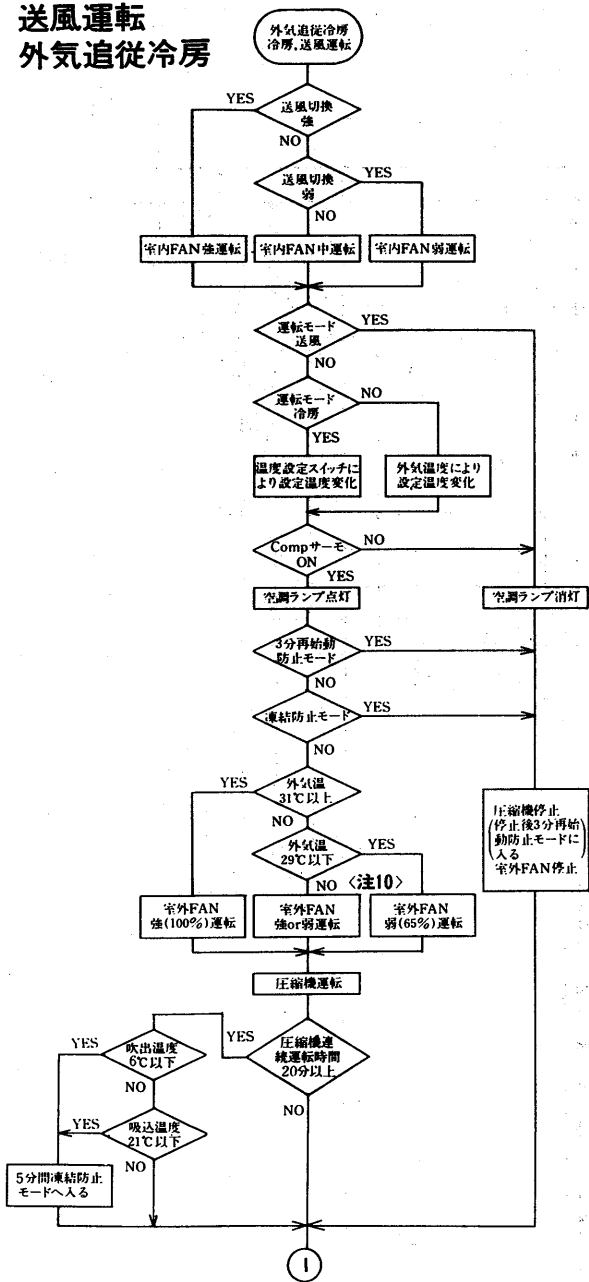 送風運転
外気追従冷房
外気追従冷房
冷房,送風運転
YES
送風切換
強
NO
送風切換
弱
YES
NO
室内FAN強運転
室内FAN中運転
室内FAN弱運転
運転モード
送風
YES
NO
運転モード
冷房
NO
YES
温度設定スイッチに
より設定温度変化
外気温度により
設定温度変化
Compサーモ
ON
NO
YES
空調ランプ点灯
空調ランプ消灯
3分再始動
防止モード
YES
NO
凍結防止モード
YES
NO
YES
外気温
31℃以上
NO
外気温
29℃以下
YES
NO
〈注10〉
圧縮機停止
(停止後3分再始
動防止モードに
入る)
室外FAN停止
室外FAN
強(100%)運転
室外FAN
強or弱運転
室外FAN
弱(65%)運転
圧縮機運転
YES
圧縮機連
続運転時間
20分以上
NO
YES
吹出温度
6℃以下
NO
YES
吸込温度
21℃以下
NO
5分間凍結防止
モードへ入る
1